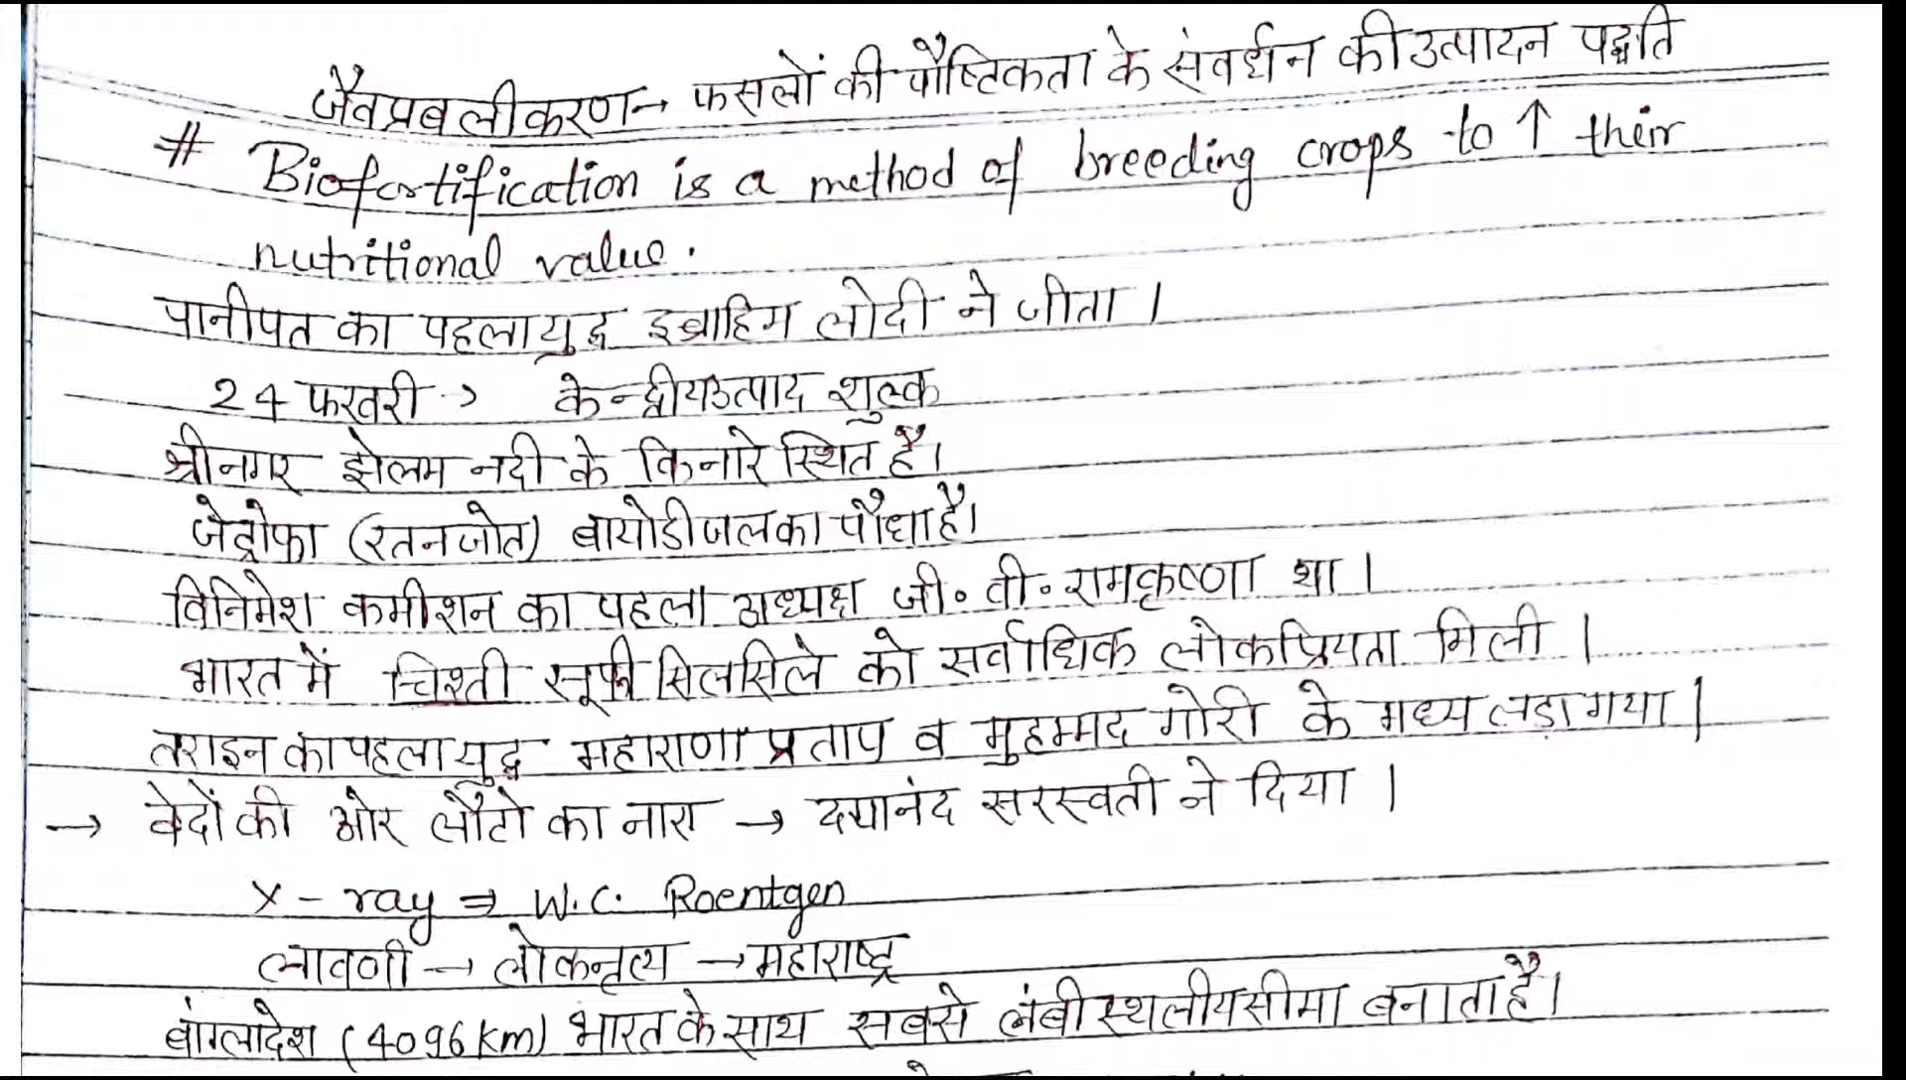 जैवप्रबलीकरण→ फसलों की पौष्टिकता के संवर्धन की उत्पादन पद्धति
# Biofortification is a method of breeding crops to ↑ their
nutritional value.
पानीपत का पहला युद्ध इब्राहिम लोदी ने जीता ।
24 फरवरी → केन्द्रीय उत्पाद शुल्क
श्रीनगर झेलम नदी के किनारे स्थित है।
जेट्रोफा (रतनजोत) बायोडीजल का पौधा है।
विनिमेश कमीशन का पहला अध्यक्ष जी॰ वी॰ रामकृष्णा था ।
भारत में चिश्ती सूफी सिलसिले को सर्वाधिक लोकप्रियता मिली ।
तराइन का पहला युद्ध महाराणा प्रताप व मुहम्मद गोरी के मध्य लड़ा गया ।
→ वेदों की ओर लौटो का नारा → दयानंद सरस्वती ने दिया ।
X - ray ⇒ W.C. Roentgen
लावणी → लोकनृत्य → महाराष्ट्र
बांग्लादेश (4096 km) भारत के साथ सबसे लंबी स्थलीय सीमा बनाता है।